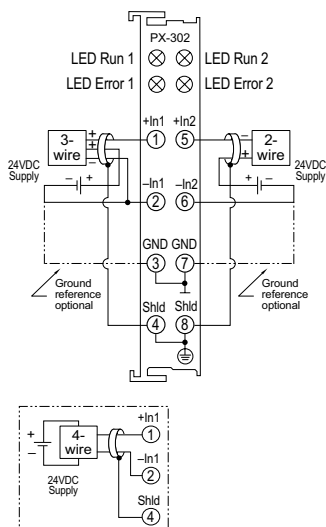 PX-302
LED Run 1 LED Run 2
LED Error 1 LED Error 2
+In1 +In2
3-wire + + – 1 5 – + 2-wire
24VDC Supply – + + – 24VDC Supply
–In1 –In2
2 6
GND GND
3 7
Ground reference optional Ground reference optional
Shld Shld
4 8
+In1
+ – 4-wire 1
–In1
2
24VDC Supply
Shld
4